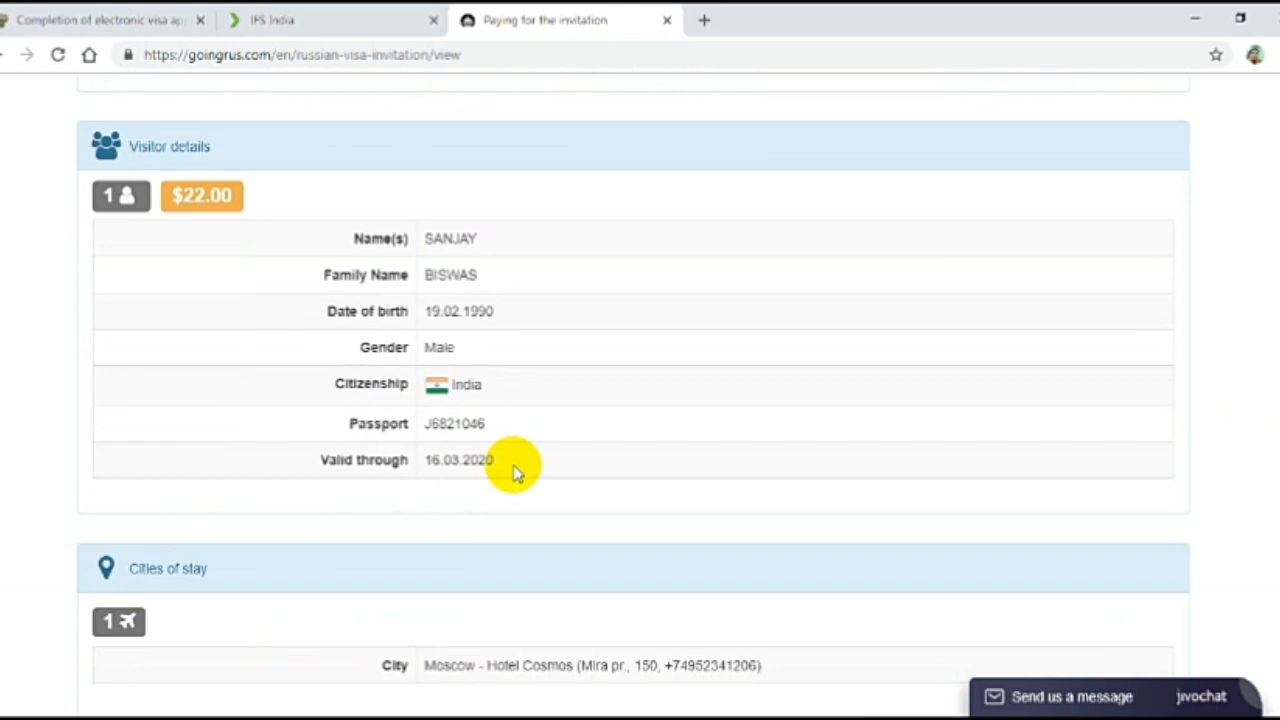 Completion of electronic visa ap
IFS India
Paying for the invitation
https://goingrus.com/en/russian-visa-invitation/view
Visitor details
1 $22.00
Name(s) SANJAY
Family Name BISWAS
Date of birth 19.02.1990
Gender Male
Citizenship India
Passport J6821046
Valid through 16.03.2020
Cities of stay
1
City Moscow - Hotel Cosmos (Mira pr., 150, +74952341206)
Send us a message jivochat